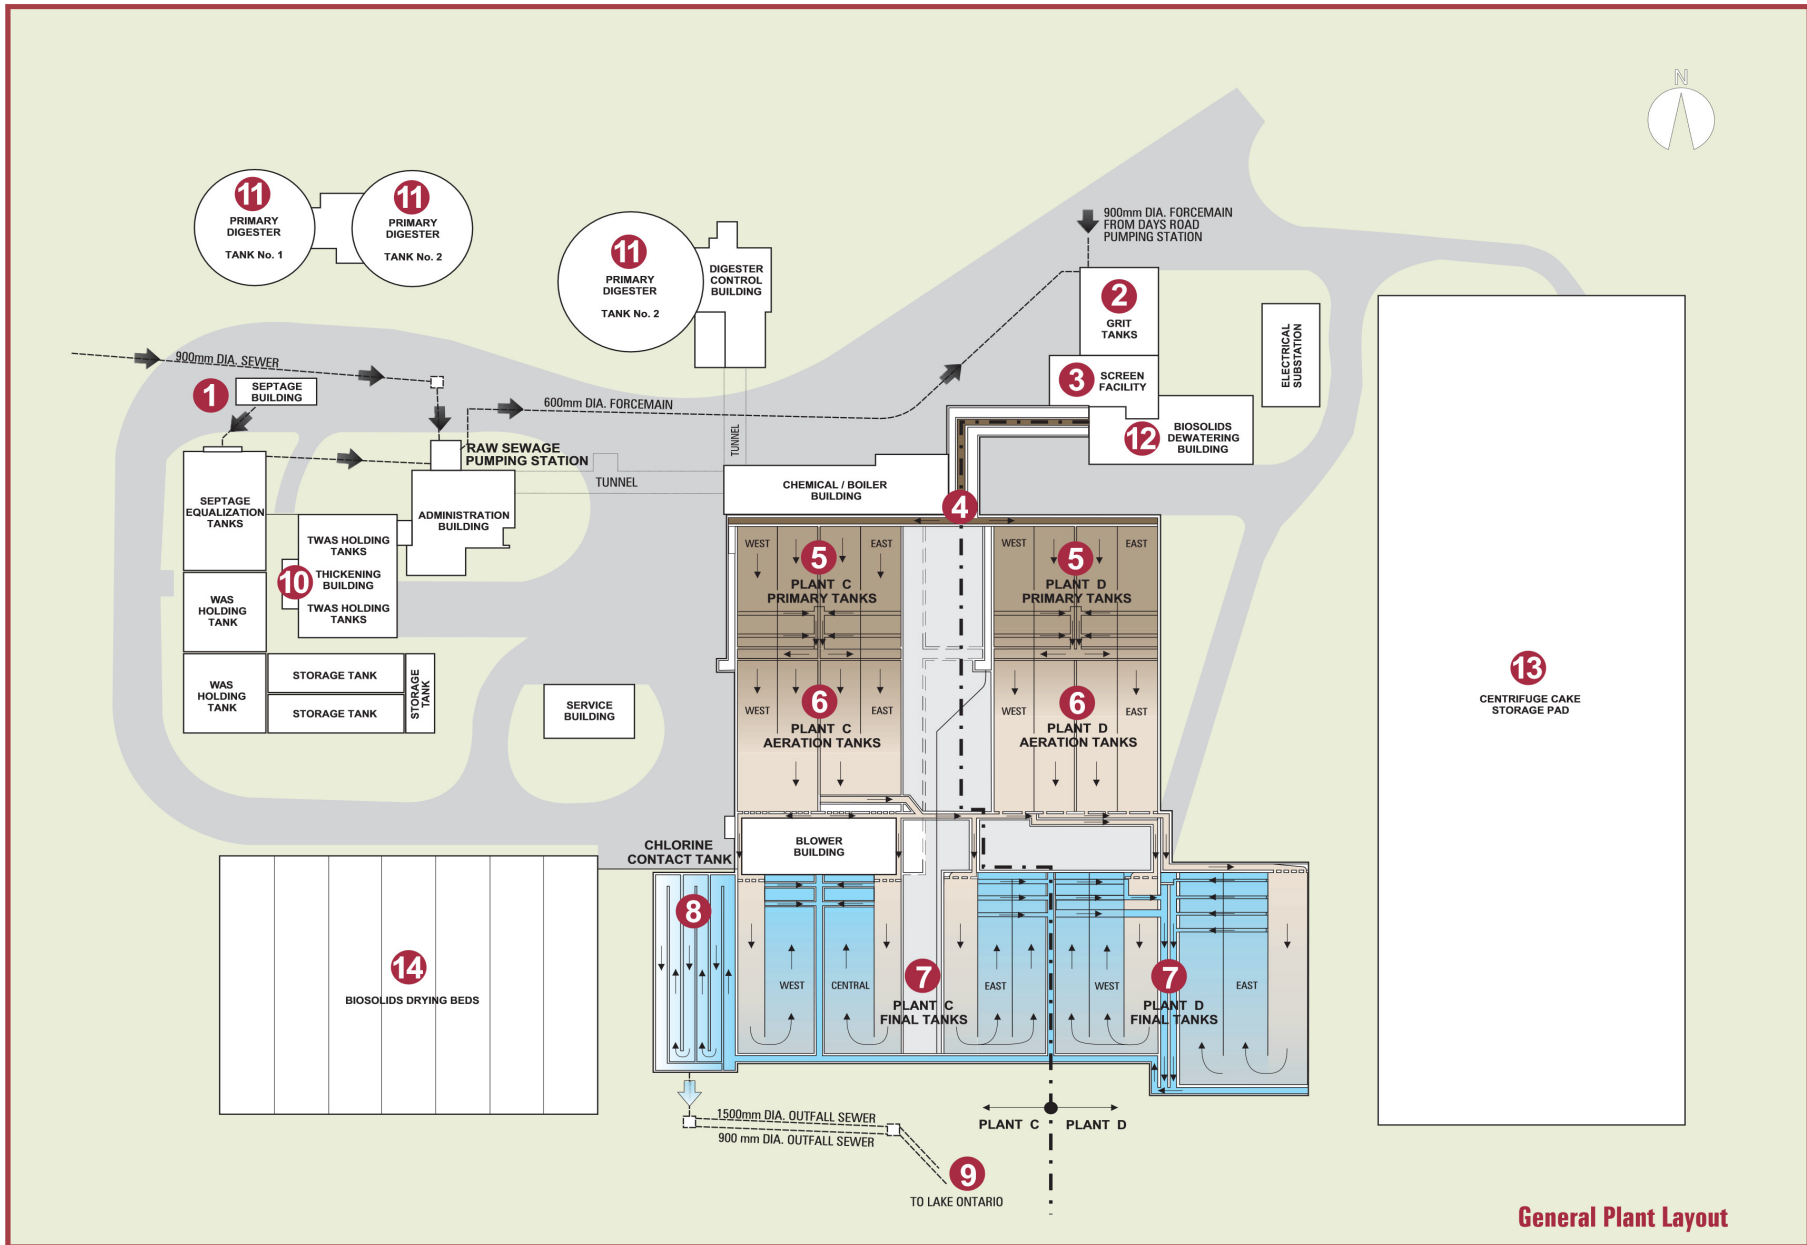 N
11
PRIMARY
DIGESTER
TANK No. 1
11
PRIMARY
DIGESTER
TANK No. 2
11
PRIMARY
DIGESTER
TANK No. 2
DIGESTER
CONTROL
BUILDING
900mm DIA. FORCEMAIN
FROM DAYS ROAD
PUMPING STATION
2
GRIT
TANKS
3
SCREEN
FACILITY
ELECTRICAL
SUBSTATION
12
BIOSOLIDS
DEWATERING
BUILDING
900mm DIA. SEWER
1
SEPTAGE
BUILDING
600mm DIA. FORCEMAIN
RAW SEWAGE
PUMPING STATION
TUNNEL
TUNNEL
CHEMICAL / BOILER
BUILDING
4
SEPTAGE
EQUALIZATION
TANKS
ADMINISTRATION
BUILDING
TWAS HOLDING
TANKS
10
THICKENING
BUILDING
TWAS HOLDING
TANKS
WAS
HOLDING
TANK
WAS
HOLDING
TANK
STORAGE TANK
STORAGE TANK
STORAGE
TANK
SERVICE
BUILDING
WEST
5
EAST
PLANT C
PRIMARY TANKS
WEST
5
EAST
PLANT D
PRIMARY TANKS
WEST
6
EAST
PLANT C
AERATION TANKS
WEST
6
EAST
PLANT D
AERATION TANKS
13
CENTRIFUGE CAKE
STORAGE PAD
BLOWER
BUILDING
CHLORINE
CONTACT TANK
8
WEST
CENTRAL
7
EAST
PLANT C
FINAL TANKS
WEST
7
EAST
PLANT D
FINAL TANKS
14
BIOSOLIDS DRYING BEDS
1500mm DIA. OUTFALL SEWER
900 mm DIA. OUTFALL SEWER
PLANT C
PLANT D
9
TO LAKE ONTARIO
General Plant Layout